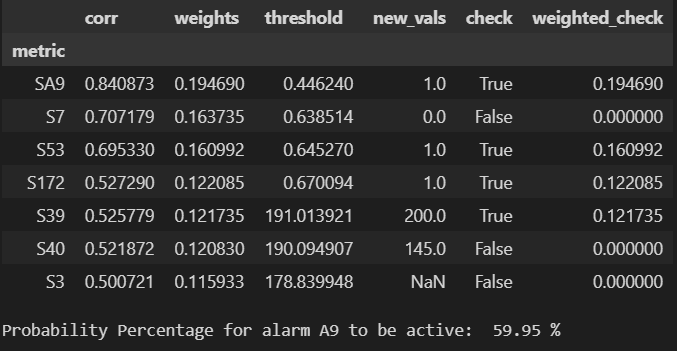 corr weights threshold new_vals check weighted_check
metric
SA9 0.840873 0.194690 0.446240 1.0 True 0.194690
S7 0.707179 0.163735 0.638514 0.0 False 0.000000
S53 0.695330 0.160992 0.645270 1.0 True 0.160992
S172 0.527290 0.122085 0.670094 1.0 True 0.122085
S39 0.525779 0.121735 191.013921 200.0 True 0.121735
S40 0.521872 0.120830 190.094907 145.0 False 0.000000
S3 0.500721 0.115933 178.839948 NaN False 0.000000
Probability Percentage for alarm A9 to be active:  59.95 %